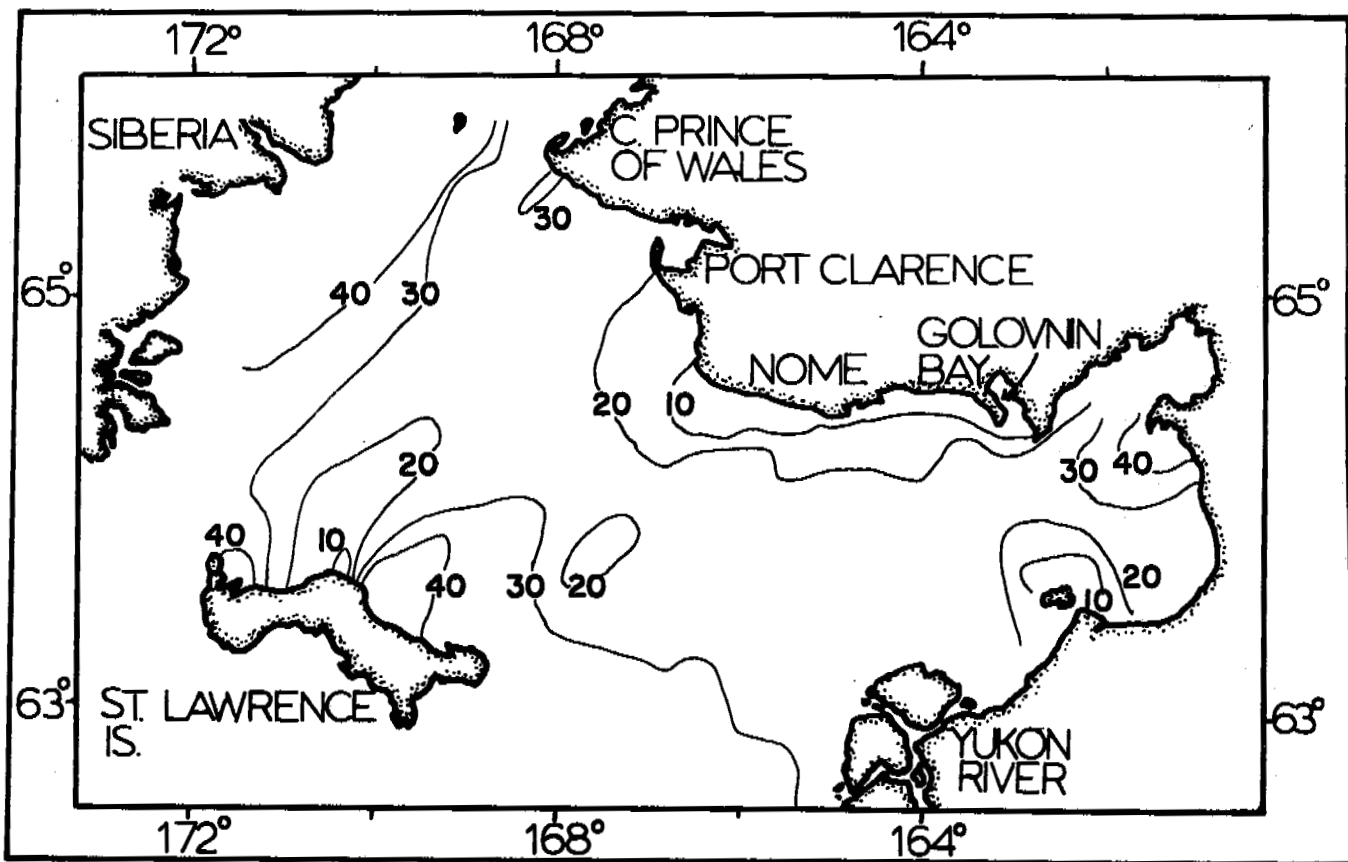 172° 168° 164°
SIBERIA
C. PRINCE
OF WALES
30
65° 40 30 PORT CLARENCE 65°
GOLOVNIN
BAY
NOME
20 10
20 30 40
40 10
20 40 30 20 10
63° ST. LAWRENCE
IS.
63°
YUKON
RIVER
172° 168° 164°